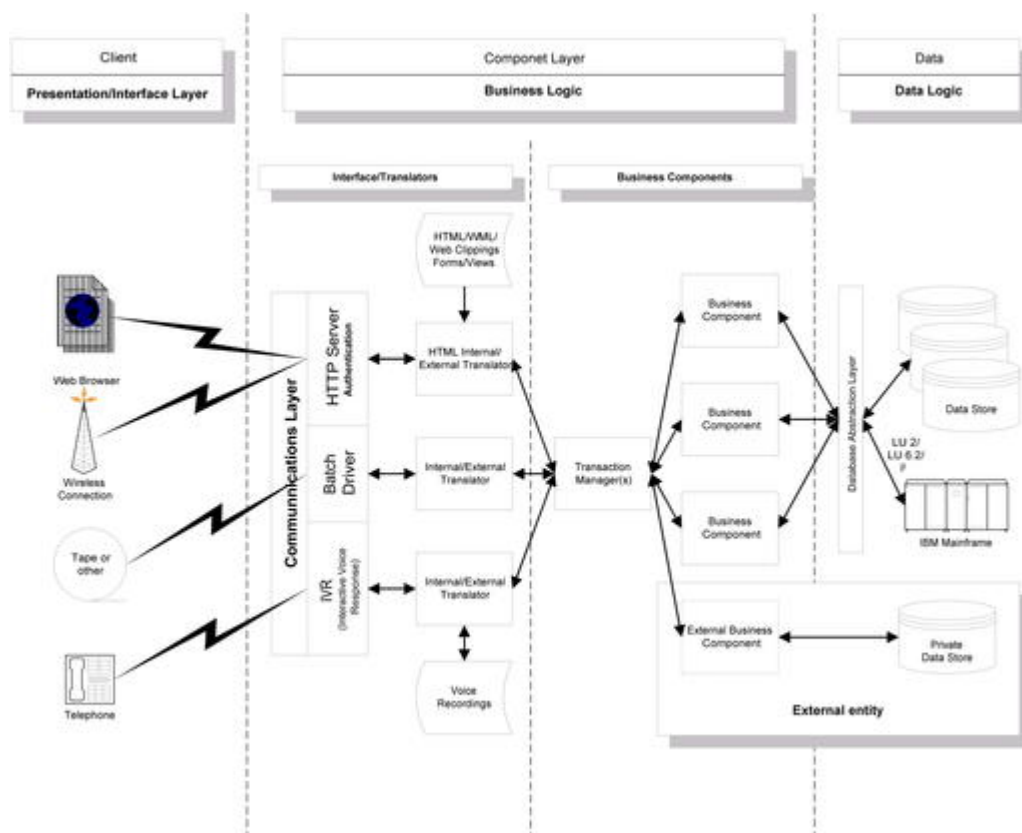 Client
Presentation/Interface Layer
Componet Layer
Business Logic
Data
Data Logic
Interface/Translators
Business Components
HTML/WML/
Web Clippings
Forms/Views
Web Browser
Wireless
Connection
Tape or
other
Telephone
Communications Layer
HTTP Server
Authentication
Batch
Driver
IVR
(Interactive Voice
Response)
HTML Internal/
External Translator
Internal/External
Translator
Internal/External
Translator
Voice
Recordings
Transaction
Manager(s)
Business
Component
Business
Component
Business
Component
External Business
Component
Database Abstraction Layer
Data Store
LU 2/
LU 6.2/
IBM Mainframe
Private
Data Store
External entity